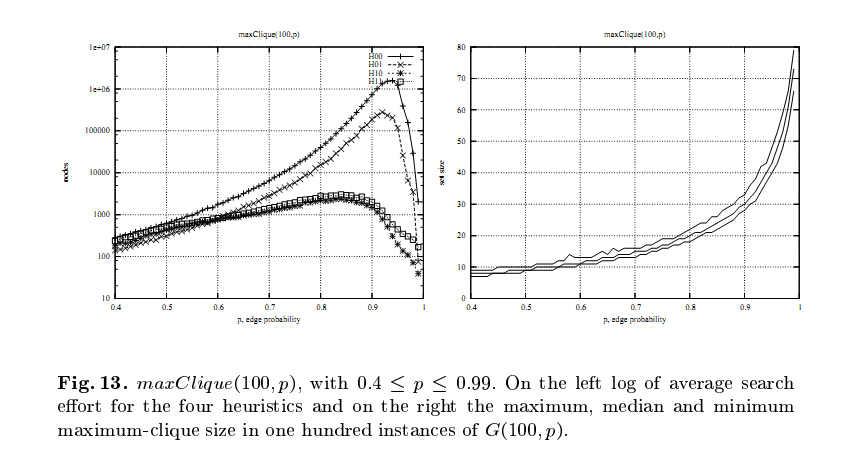 maxClique(100,p)
1e+07
1e+06
100000
10000
1000
100
10
nodes
H00
H01
H10
H11
0.4 0.5 0.6 0.7 0.8 0.9 1
p, edge probability
maxClique(100,p)
80
70
60
50
40
30
20
10
0
set size
0.4 0.5 0.6 0.7 0.8 0.9 1
p, edge probability
Fig. 13. maxClique(100, p), with 0.4 ≤ p ≤ 0.99. On the left log of average search
effort for the four heuristics and on the right the maximum, median and minimum
maximum-clique size in one hundred instances of G(100, p).